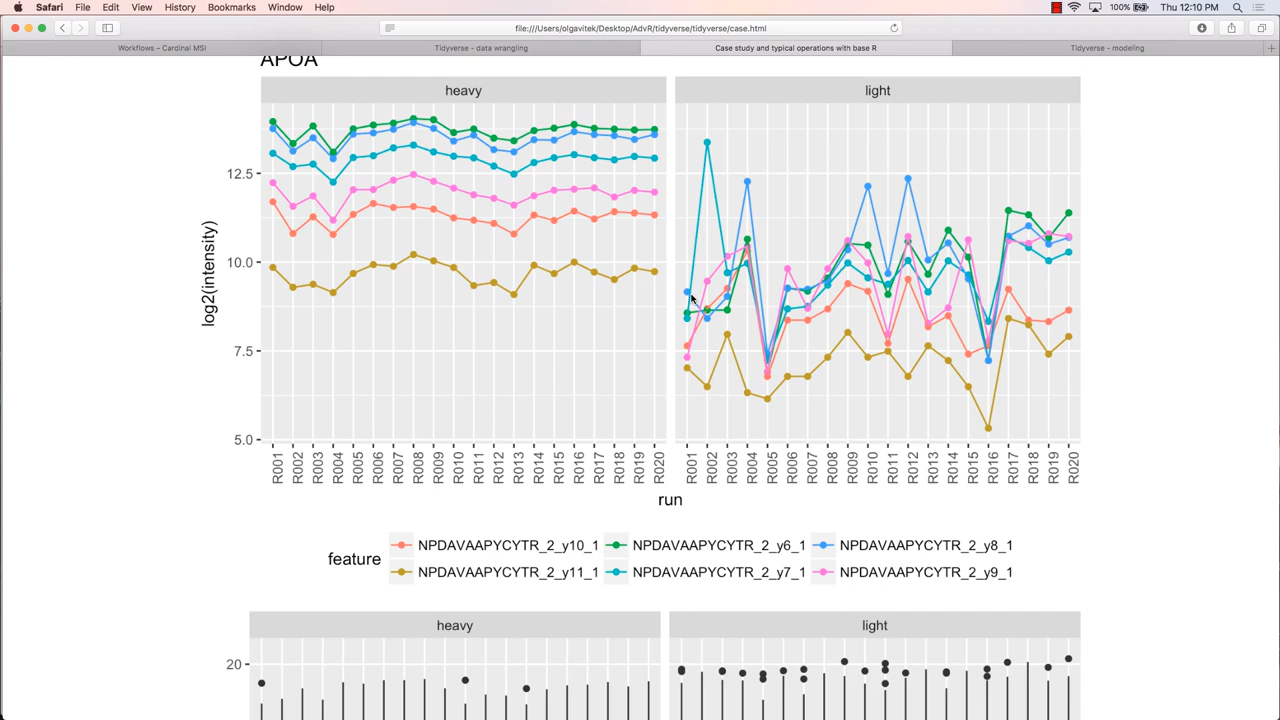 Safari File Edit View History Bookmarks Window Help 100% Thu 12:10 PM
file:///Users/olgavitek/Desktop/AdvR/tidyverse/case.html
Workflows – Cardinal MSI Tidyverse - data wrangling Case study and typical operations with base R Tidyverse - modeling
APOA
heavy light
12.5
10.0
7.5
5.0
log2(intensity)
R001 R002 R003 R004 R005 R006 R007 R008 R009 R010 R011 R012 R013 R014 R015 R016 R017 R018 R019 R020 R001 R002 R003 R004 R005 R006 R007 R008 R009 R010 R011 R012 R013 R014 R015 R016 R017 R018 R019 R020
run
feature
NPDAVAAPYCYTR_2_y10_1 NPDAVAAPYCYTR_2_y6_1 NPDAVAAPYCYTR_2_y8_1
NPDAVAAPYCYTR_2_y11_1 NPDAVAAPYCYTR_2_y7_1 NPDAVAAPYCYTR_2_y9_1
heavy light
20